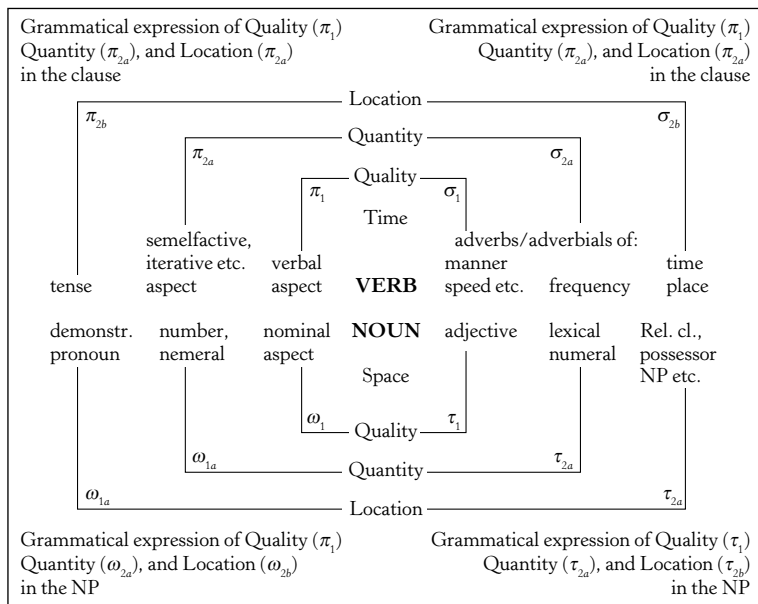 Grammatical expression of Quality (π₁)
Quantity (π₂ₐ), and Location (π₂ₐ)
in the clause
Grammatical expression of Quality (π₁)
Quantity (π₂ₐ), and Location (π₂ₐ)
in the clause
Location
π₂b σ₂b
Quantity
π₂ₐ σ₂ₐ
Quality
π₁ σ₁
Time
semelfactive, adverbs/adverbials of:
iterative etc. verbal manner time
tense aspect aspect VERB speed etc. frequency place
demonstr. number, nominal NOUN adjective lexical Rel. cl.,
pronoun nemeral aspect numeral possessor
Space NP etc.
ω₁ τ₁
Quality
ω₁ₐ τ₂ₐ
Quantity
ω₁ₐ τ₂ₐ
Location
Grammatical expression of Quality (π₁)
Quantity (ω₂ₐ), and Location (ω₂b)
in the NP
Grammatical expression of Quality (τ₁)
Quantity (τ₂ₐ), and Location (τ₂b)
in the NP